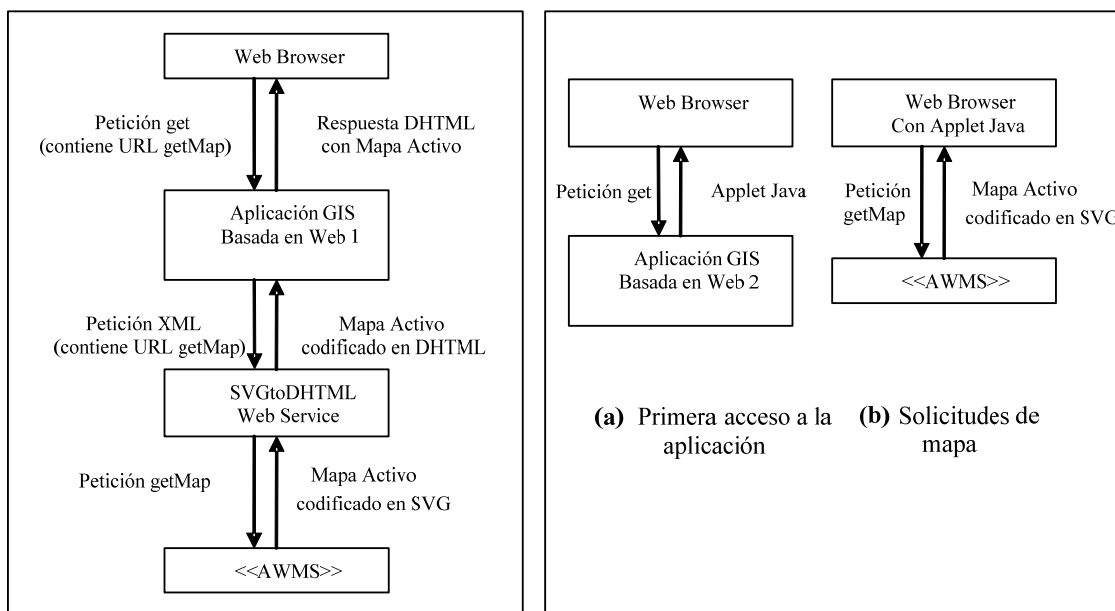 Web Browser
Petición get
(contiene URL getMap)
Respuesta DHTML
con Mapa Activo
Aplicación GIS
Basada en Web 1
Petición XML
(contiene URL getMap)
Mapa Activo
codificado en DHTML
SVGtoDHTML
Web Service
Petición getMap
Mapa Activo
codificado en SVG
<<AWMS>>
Web Browser
Petición get
Applet Java
Aplicación GIS
Basada en Web 2
(a) Primera acceso a la
aplicación
Web Browser
Con Applet Java
Petición
getMap
Mapa Activo
codificado en SVG
<<AWMS>>
(b) Solicitudes de
mapa